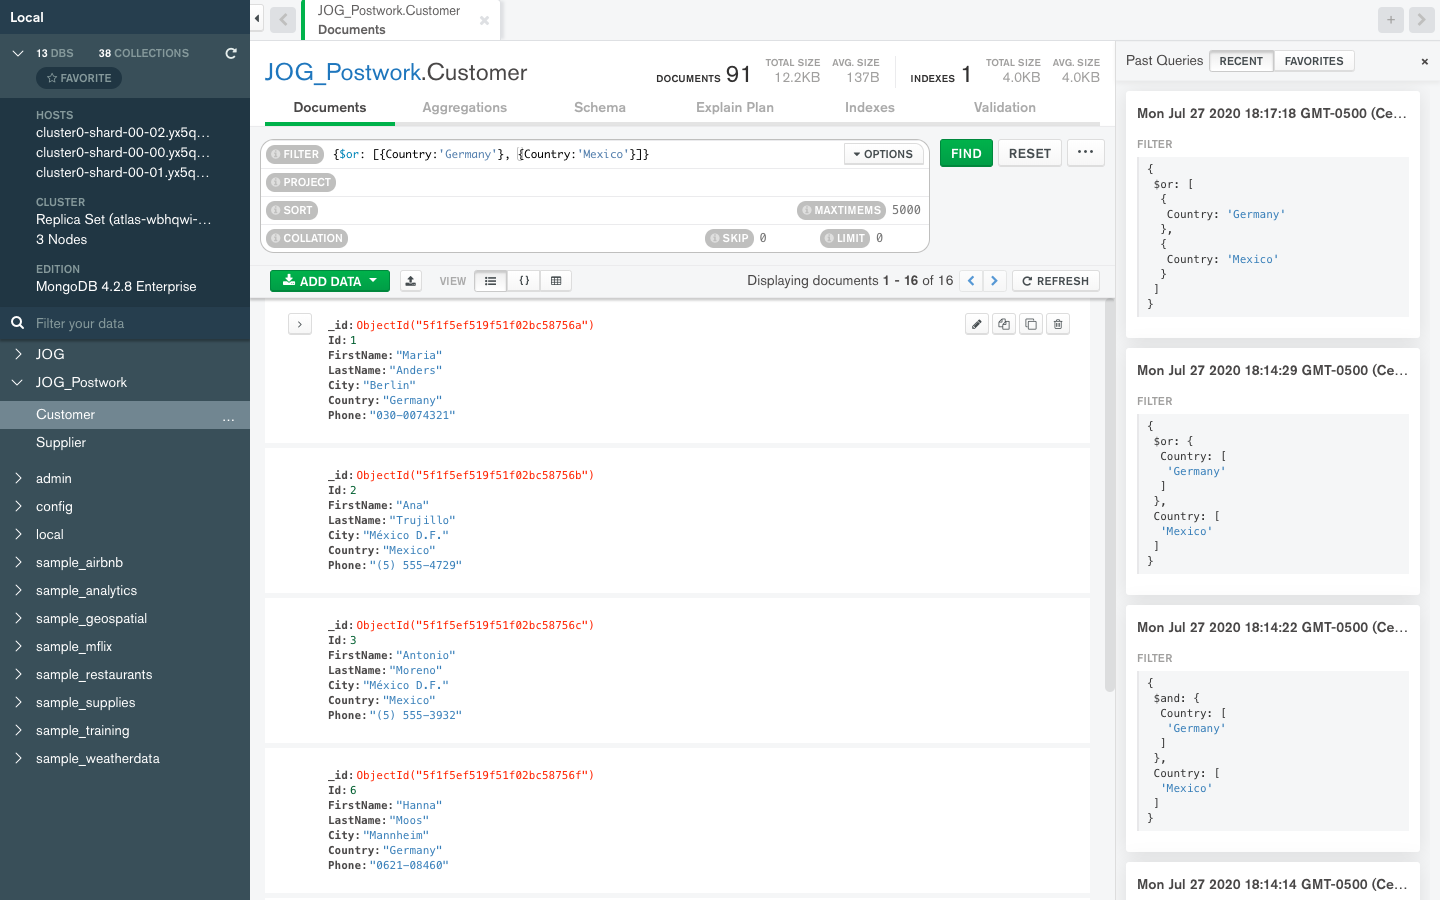 Local
13 DBS 38 COLLECTIONS
FAVORITE
HOSTS
cluster0-shard-00-02.yx5q...
cluster0-shard-00-00.yx5q...
cluster0-shard-00-01.yx5q...
CLUSTER
Replica Set (atlas-wbhqwi-...
3 Nodes
EDITION
MongoDB 4.2.8 Enterprise
Filter your data
JOG
JOG_Postwork
Customer ...
Supplier
admin
config
local
sample_airbnb
sample_analytics
sample_geospatial
sample_mflix
sample_restaurants
sample_supplies
sample_training
sample_weatherdata
JOG_Postwork.Customer
Documents
JOG_Postwork.Customer
DOCUMENTS 91 TOTAL SIZE 12.2KB AVG. SIZE 137B INDEXES 1 TOTAL SIZE 4.0KB AVG. SIZE 4.0KB
Documents Aggregations Schema Explain Plan Indexes Validation
FILTER {$or: [{Country:'Germany'}, {Country:'Mexico'}]} OPTIONS FIND RESET ...
PROJECT
SORT MAXTIMEMS 5000
COLLATION SKIP 0 LIMIT 0
ADD DATA VIEW {} Displaying documents 1 - 16 of 16 < > REFRESH
_id: ObjectId("5f1f5ef519f51f02bc58756a")
Id: 1
FirstName: "Maria"
LastName: "Anders"
City: "Berlin"
Country: "Germany"
Phone: "030-0074321"
_id: ObjectId("5f1f5ef519f51f02bc58756b")
Id: 2
FirstName: "Ana"
LastName: "Trujillo"
City: "México D.F."
Country: "Mexico"
Phone: "(5) 555-4729"
_id: ObjectId("5f1f5ef519f51f02bc58756c")
Id: 3
FirstName: "Antonio"
LastName: "Moreno"
City: "México D.F."
Country: "Mexico"
Phone: "(5) 555-3932"
_id: ObjectId("5f1f5ef519f51f02bc58756f")
Id: 6
FirstName: "Hanna"
LastName: "Moos"
City: "Mannheim"
Country: "Germany"
Phone: "0621-08460"
Past Queries RECENT FAVORITES ×
Mon Jul 27 2020 18:17:18 GMT-0500 (Ce...
FILTER
{
$or: [
{
Country: 'Germany'
},
{
Country: 'Mexico'
}
]
}
Mon Jul 27 2020 18:14:29 GMT-0500 (Ce...
FILTER
{
$or: {
Country: [
'Germany'
]
},
Country: [
'Mexico'
]
}
Mon Jul 27 2020 18:14:22 GMT-0500 (Ce...
FILTER
{
$and: {
Country: [
'Germany'
]
},
Country: [
'Mexico'
]
}
Mon Jul 27 2020 18:14:14 GMT-0500 (Ce...